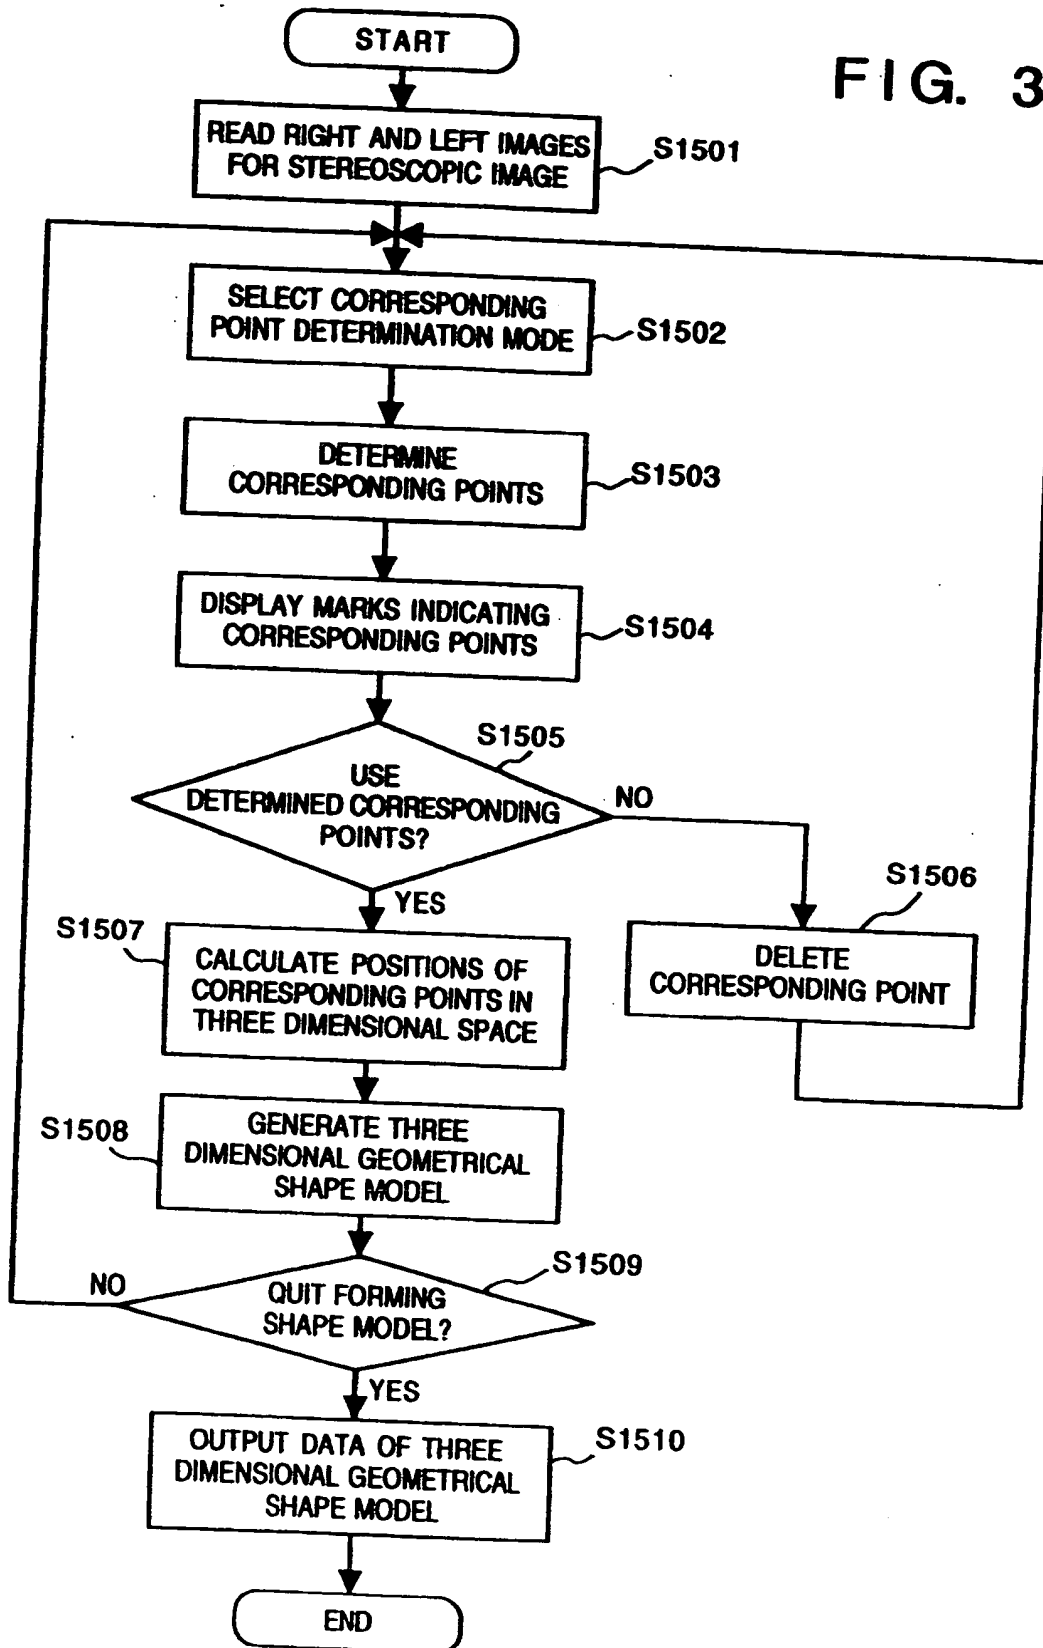 START
FIG. 3
READ RIGHT AND LEFT IMAGES
FOR STEREOSCOPIC IMAGE
S1501
SELECT CORRESPONDING
POINT DETERMINATION MODE
S1502
DETERMINE
CORRESPONDING POINTS
S1503
DISPLAY MARKS INDICATING
CORRESPONDING POINTS
S1504
S1505
USE
DETERMINED CORRESPONDING
POINTS?
NO
YES
S1506
DELETE
CORRESPONDING POINT
S1507
CALCULATE POSITIONS OF
CORRESPONDING POINTS IN
THREE DIMENSIONAL SPACE
S1508
GENERATE THREE
DIMENSIONAL GEOMETRICAL
SHAPE MODEL
S1509
NO
QUIT FORMING
SHAPE MODEL?
YES
OUTPUT DATA OF THREE
DIMENSIONAL GEOMETRICAL
SHAPE MODEL
S1510
END